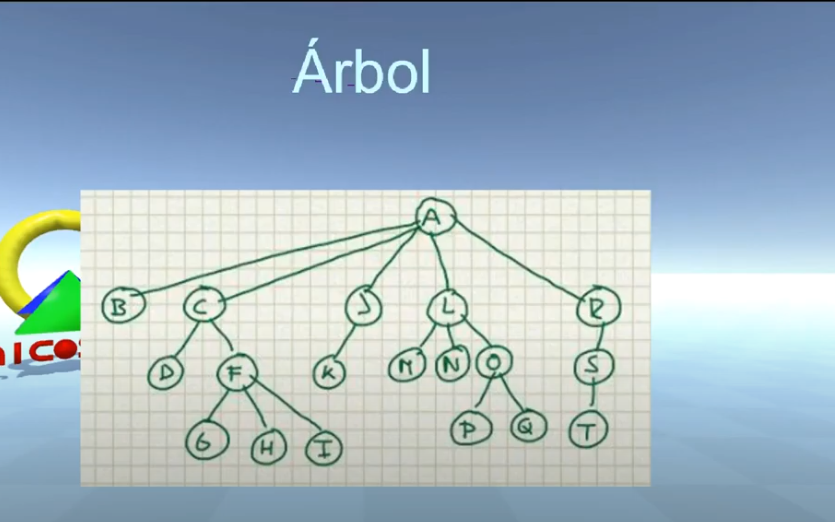 Árbol
A
B C J L R
D F K M N O S
G H I P Q T